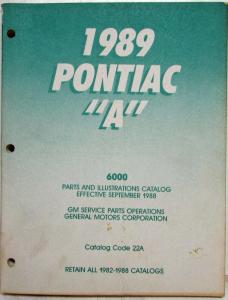 1989
PONTIAC
"A"
6000
PARTS AND ILLUSTRATIONS CATALOG
EFFECTIVE SEPTEMBER 1988
GM SERVICE PARTS OPERATIONS
GENERAL MOTORS CORPORATION
Catalog Code 22A
RETAIN ALL 1982-1988 CATALOGS